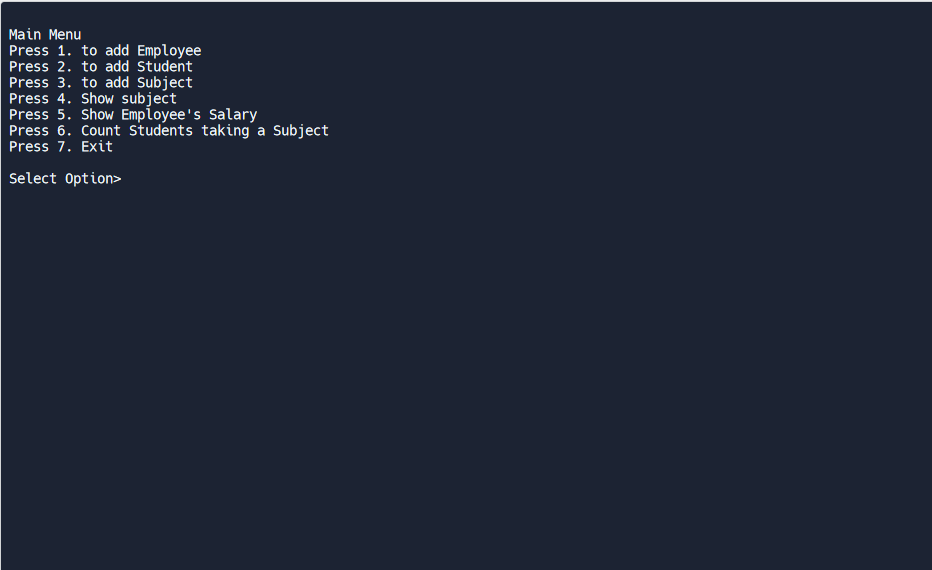 Main Menu
Press 1. to add Employee
Press 2. to add Student
Press 3. to add Subject
Press 4. Show subject
Press 5. Show Employee's Salary
Press 6. Count Students taking a Subject
Press 7. Exit
Select Option>